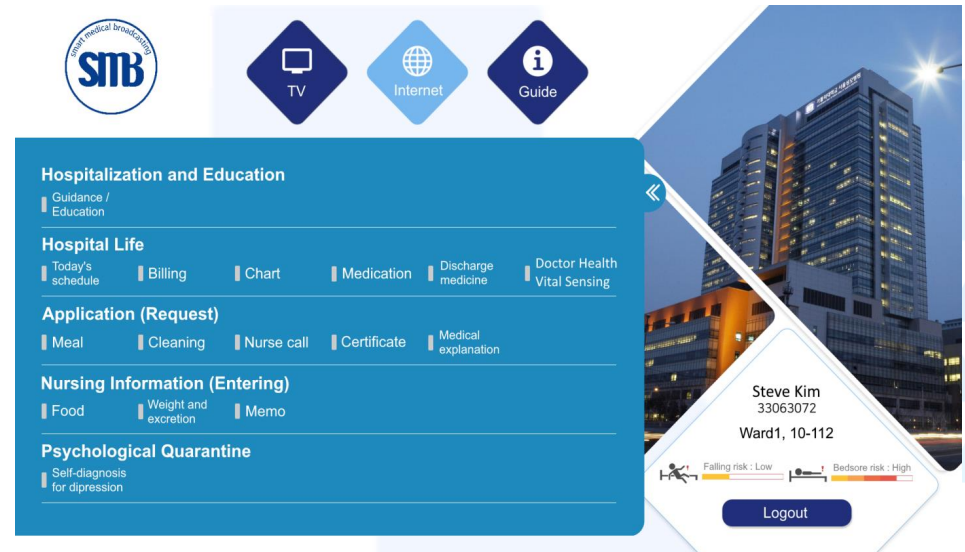 smart medical broadcasting
SMB
TV
Internet
Guide
Hospitalization and Education
Guidance /
Education
Hospital Life
Today's
schedule
Billing
Chart
Medication
Discharge
medicine
Doctor Health
Vital Sensing
Application (Request)
Meal
Cleaning
Nurse call
Certificate
Medical
explanation
Nursing Information (Entering)
Food
Weight and
excretion
Memo
Psychological Quarantine
Self-diagnosis
for dipression
Steve Kim
33063072
Ward1, 10-112
Falling risk : Low
Bedsore risk : High
Logout